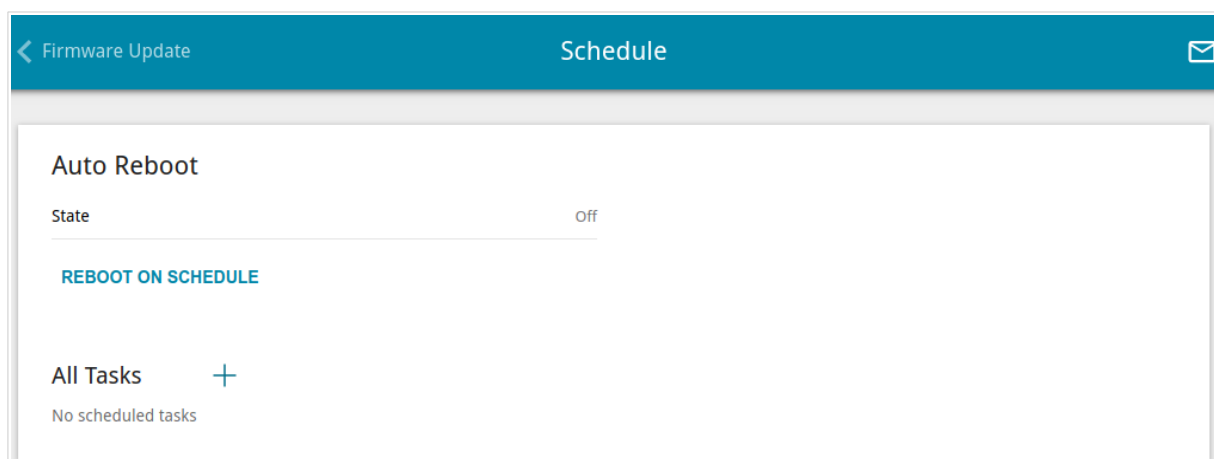 Firmware Update
Schedule
Auto Reboot
State Off
REBOOT ON SCHEDULE
All Tasks
No scheduled tasks